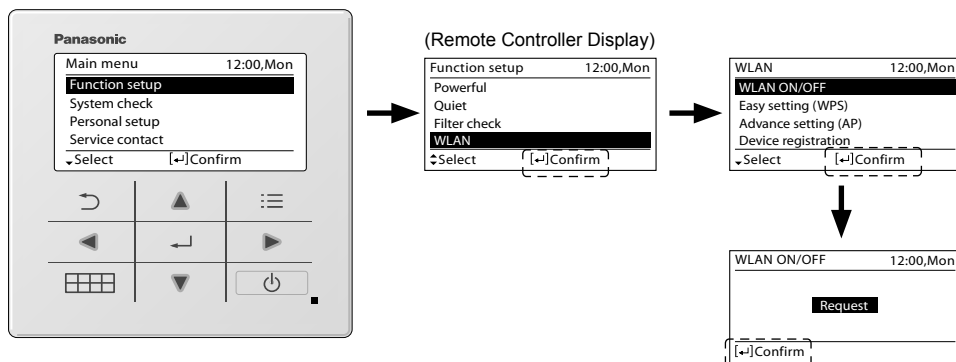 Panasonic
Main menu 12:00,Mon
Function setup
System check
Personal setup
Service contact
Select [↵]Confirm
(Remote Controller Display)
Function setup 12:00,Mon
Powerful
Quiet
Filter check
WLAN
Select [↵]Confirm
WLAN 12:00,Mon
WLAN ON/OFF
Easy setting (WPS)
Advance setting (AP)
Device registration
Select [↵]Confirm
WLAN ON/OFF 12:00,Mon
Request
[↵]Confirm